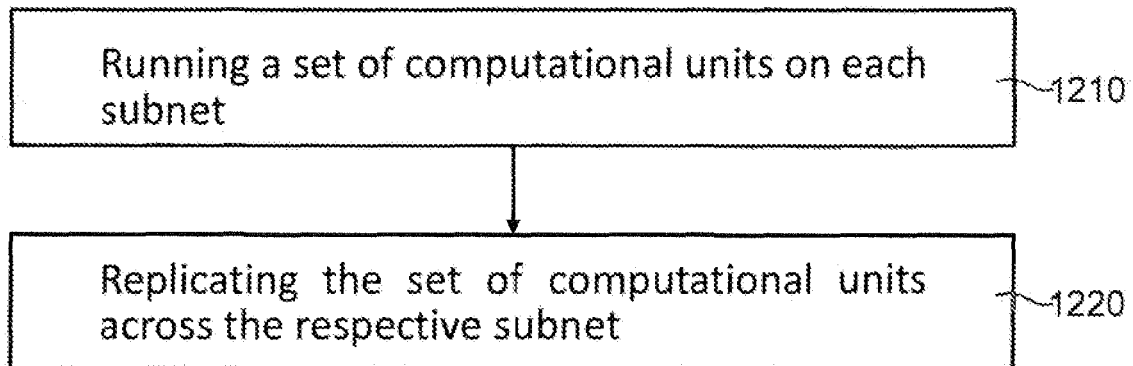 Running a set of computational units on each
subnet
1210
Replicating the set of computational units
across the respective subnet
1220